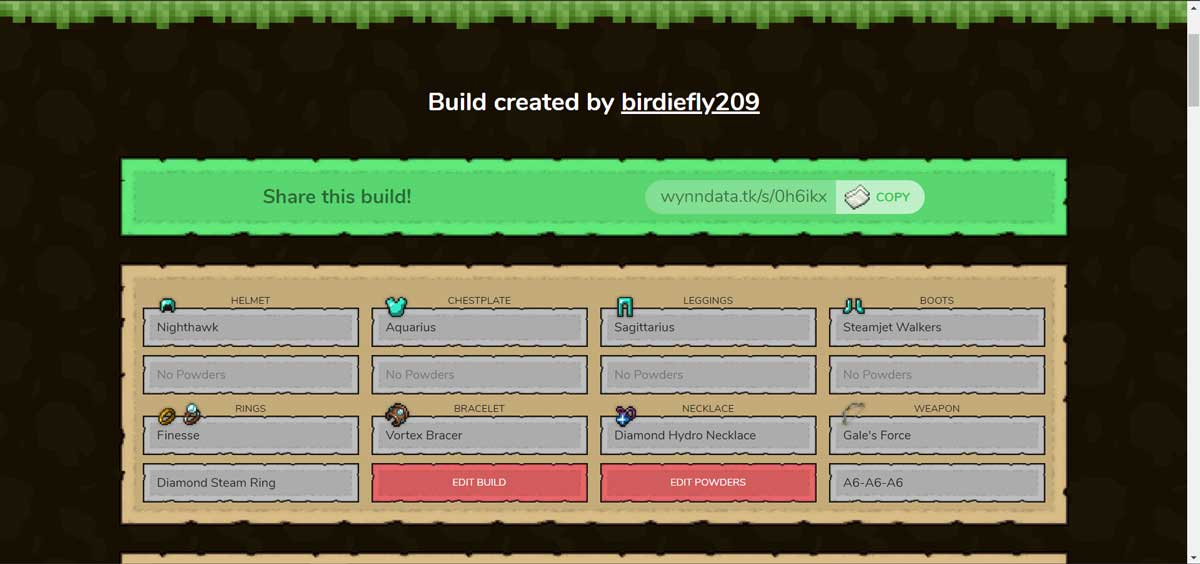 Build created by birdiefly209
Share this build!
wynndata.tk/s/0h6ikx COPY
HELMET CHESTPLATE LEGGINGS BOOTS
Nighthawk Aquarius Sagittarius Steamjet Walkers
No Powders No Powders No Powders No Powders
RINGS BRACELET NECKLACE WEAPON
Finesse Vortex Bracer Diamond Hydro Necklace Gale's Force
Diamond Steam Ring EDIT BUILD EDIT POWDERS A6-A6-A6